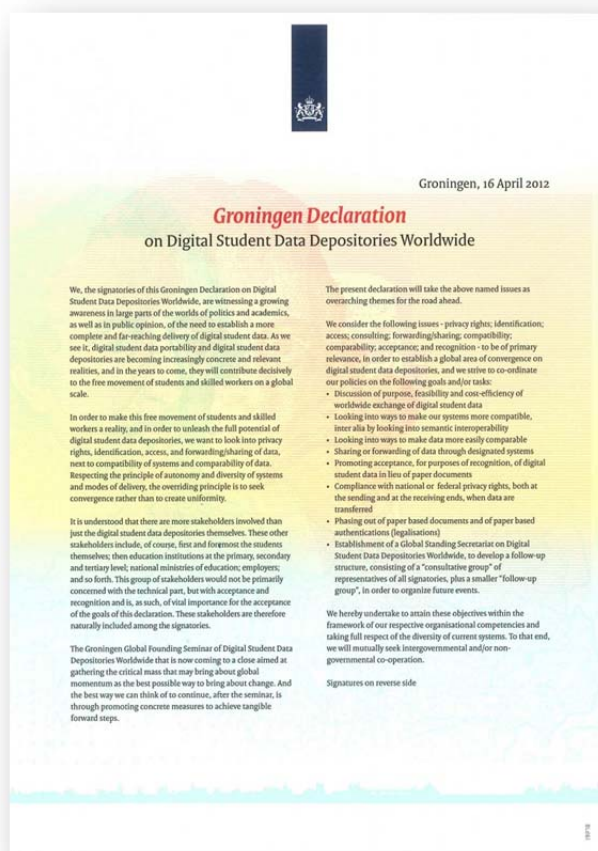 Groningen, 16 April 2012
Groningen Declaration
on Digital Student Data Depositories Worldwide
We, the signatories of this Groningen Declaration on Digital
Student Data Depositories Worldwide, are witnessing a growing
awareness in large parts of the worlds of politics and academics,
as well as in public opinion, of the need to establish a more
complete and far-reaching delivery of digital student data. As we
see it, digital student data portability and digital student data
depositories are becoming increasingly concrete and relevant
realities, and in the years to come, they will contribute decisively
to the free movement of students and skilled workers on a global
scale.
In order to make this free movement of students and skilled
workers a reality, and in order to unleash the full potential of
digital student data depositories, we want to look into privacy
rights, identification, access, and forwarding/sharing of data,
next to compatibility of systems and comparability of data.
Respecting the principle of autonomy and diversity of systems
and modes of delivery, the overriding principle is to seek
convergence rather than to create uniformity.
It is understood that there are more stakeholders involved than
just the digital student data depositories themselves. These other
stakeholders include, of course, first and foremost the students
themselves; then education institutions at the primary, secondary
and tertiary level; national ministries of education; employers;
and so forth. This group of stakeholders would not be primarily
concerned with the technical part, but with acceptance and
recognition and is, as such, of vital importance for the acceptance
of the goals of this declaration. These stakeholders are therefore
naturally included among the signatories.
The Groningen Global Founding Seminar of Digital Student Data
Depositories Worldwide that is now coming to a close aimed at
gathering the critical mass that may bring about global
momentum as the best possible way to bring about change. And
the best way we can think of to continue, after the seminar, is
through promoting concrete measures to achieve tangible
forward steps.
The present declaration will take the above named issues as
overarching themes for the road ahead.
We consider the following issues - privacy rights; identification;
access; consulting; forwarding/sharing; compatibility;
comparability; acceptance; and recognition - to be of primary
relevance, in order to establish a global area of convergence on
digital student data depositories, and we strive to co-ordinate
our policies on the following goals and/or tasks:
• Discussion of purpose, feasibility and cost-efficiency of
worldwide exchange of digital student data
• Looking into ways to make our systems more compatible,
inter alia by looking into semantic interoperability
• Looking into ways to make data more easily comparable
• Sharing or forwarding of data through designated systems
• Promoting acceptance, for purposes of recognition, of digital
student data in lieu of paper documents
• Compliance with national or federal privacy rights, both at
the sending and at the receiving ends, when data are
transferred
• Phasing out of paper based documents and of paper based
authentications (legalisations)
• Establishment of a Global Standing Secretariat on Digital
Student Data Depositories Worldwide, to develop a follow-up
structure, consisting of a "consultative group" of
representatives of all signatories, plus a smaller "follow-up
group", in order to organize future events.
We hereby undertake to attain these objectives within the
framework of our respective organisational competencies and
taking full respect of the diversity of current systems. To that end,
we will mutually seek intergovernmental and/or non-
governmental co-operation.
Signatures on reverse side